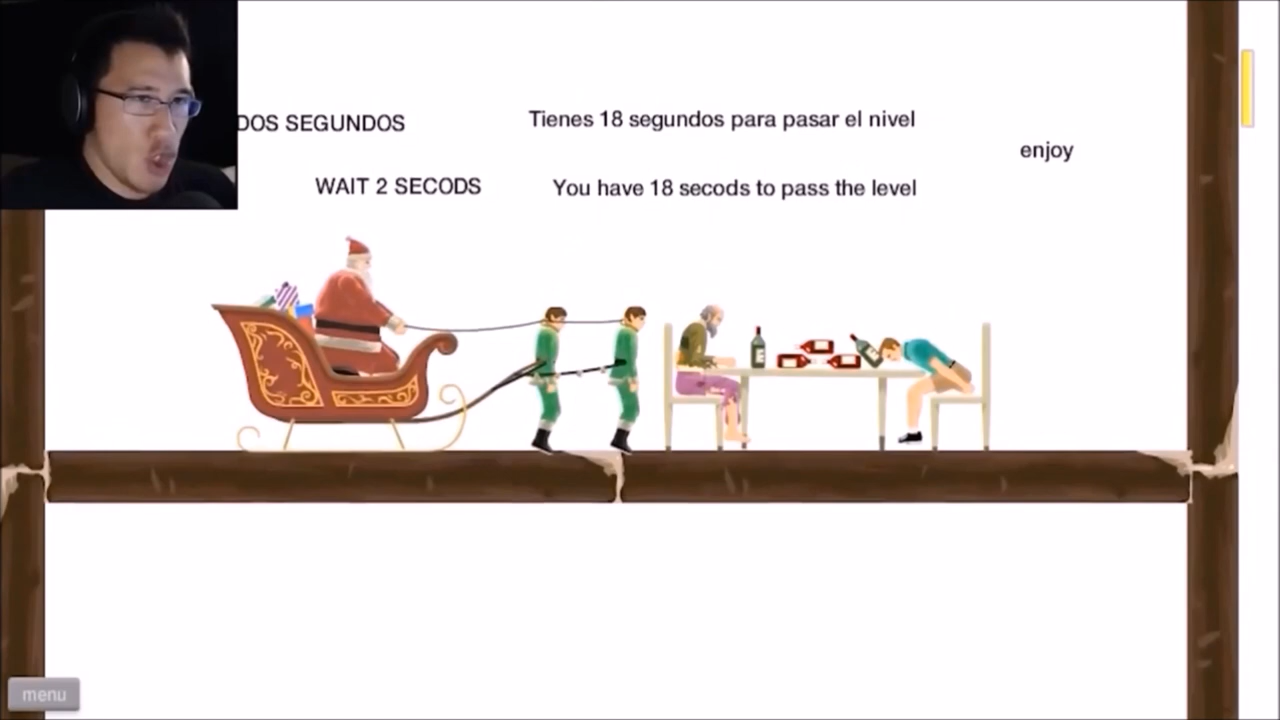 DOS SEGUNDOS
Tienes 18 segundos para pasar el nivel
enjoy
WAIT 2 SECODS
You have 18 secods to pass the level
menu